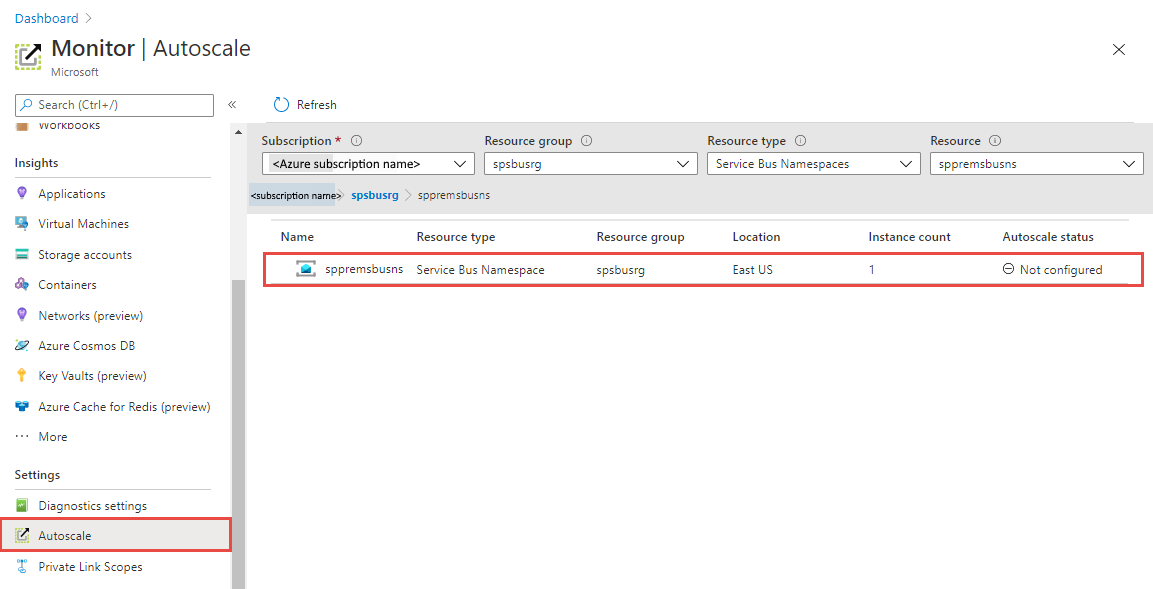 Dashboard >
Monitor | Autoscale
Microsoft
Search (Ctrl+/)
«
Refresh
Workbooks
Insights
Applications
Virtual Machines
Storage accounts
Containers
Networks (preview)
Azure Cosmos DB
Key Vaults (preview)
Azure Cache for Redis (preview)
··· More
Settings
Diagnostics settings
Autoscale
Private Link Scopes
Subscription * Resource group Resource type Resource
<Azure subscription name> spsbusrg Service Bus Namespaces sppremsbusns
<subscription name> > spsbusrg > sppremsbusns
Name Resource type Resource group Location Instance count Autoscale status
sppremsbusns Service Bus Namespace spsbusrg East US 1 Not configured